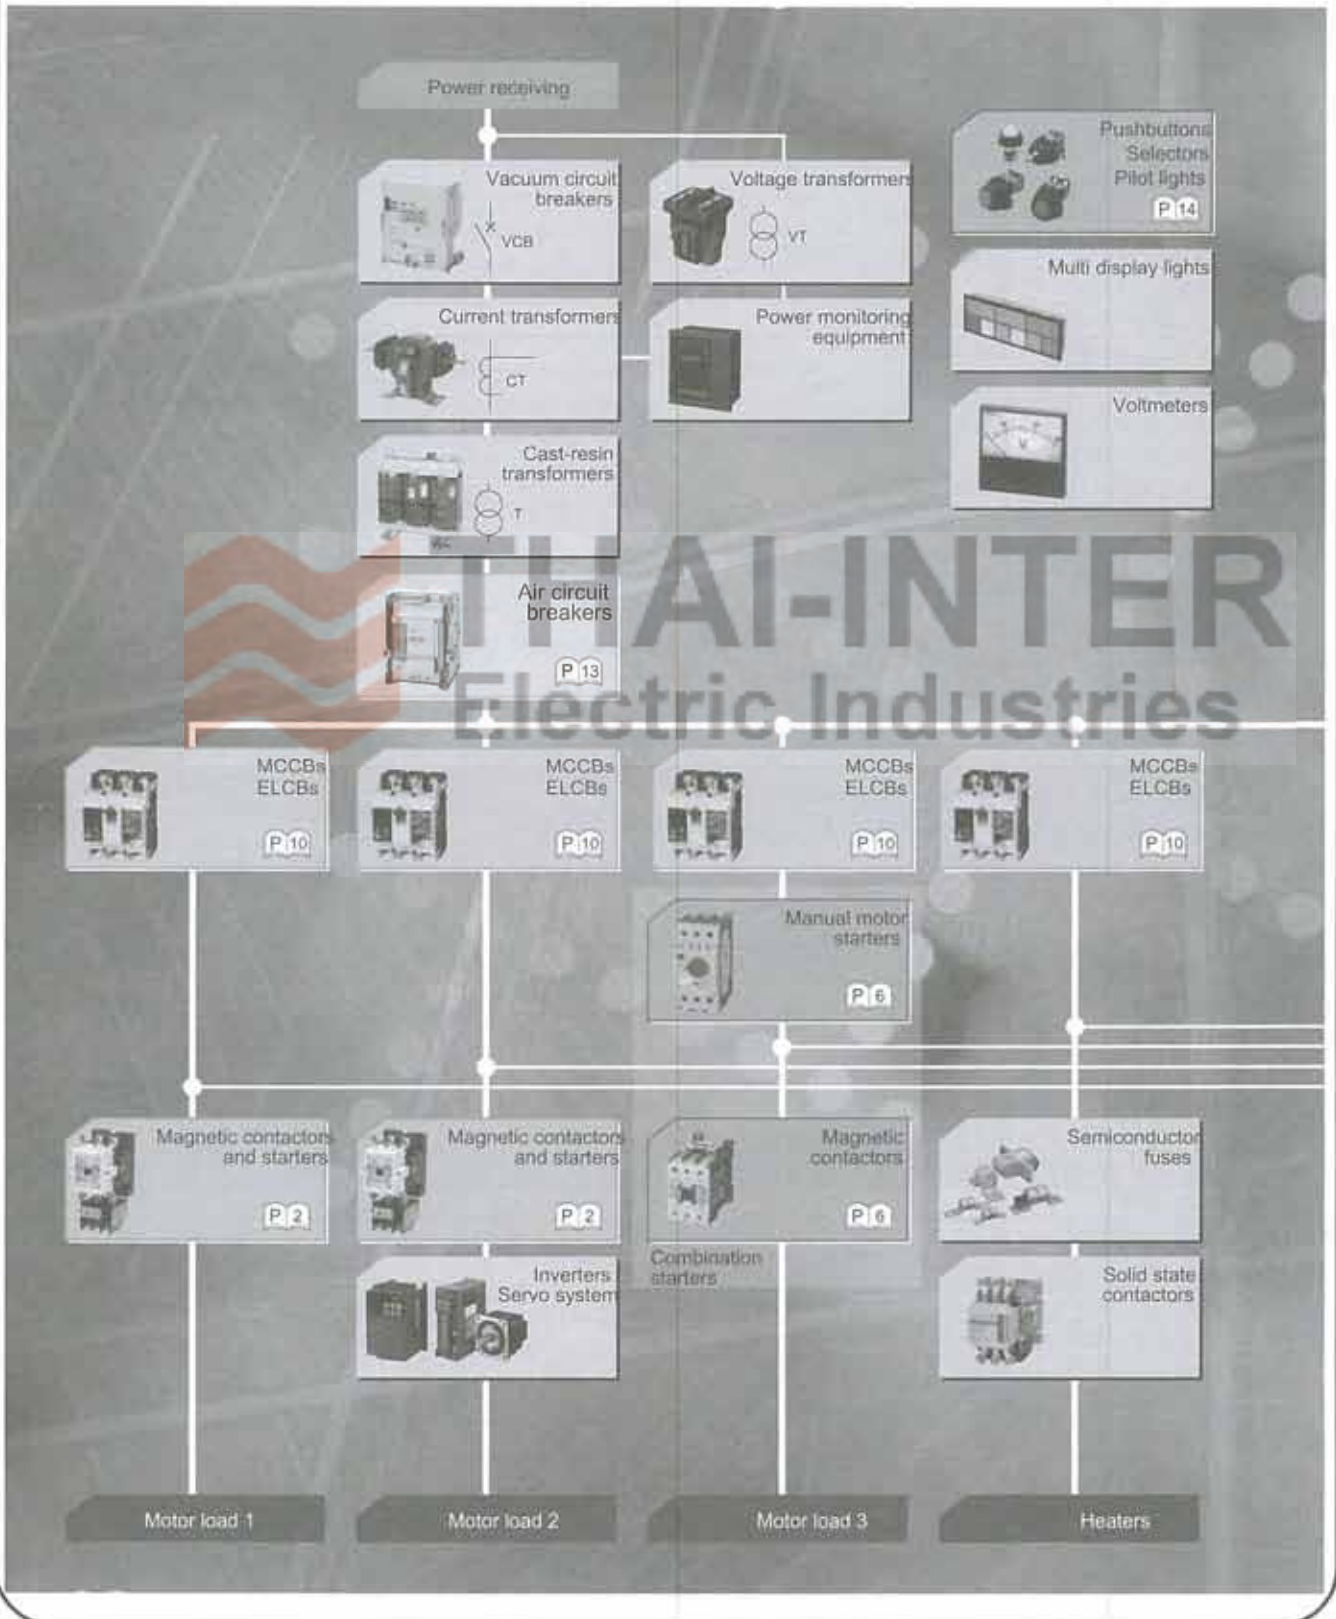 Power receiving
Vacuum circuit
breakers
VCB
Voltage transformers
VT
Pushbuttons
Selectors
Pilot lights
P 14
Current transformers
CT
Power monitoring
equipment
Multi display lights
Cast-resin
transformers
T
Voltmeters
V
Air circuit
breakers
P 13
THAI-INTER
Electric Industries
MCCBs
ELCBs
P 10
MCCBs
ELCBs
P 10
MCCBs
ELCBs
P 10
MCCBs
ELCBs
P 10
Manual motor
starters
P 6
Magnetic contactors
and starters
P 2
Magnetic contactors
and starters
P 2
Magnetic
contactors
P 6
Combination
starters
Semiconductor
fuses
Inverters
Servo system
Solid state
contactors
Motor load 1
Motor load 2
Motor load 3
Heaters